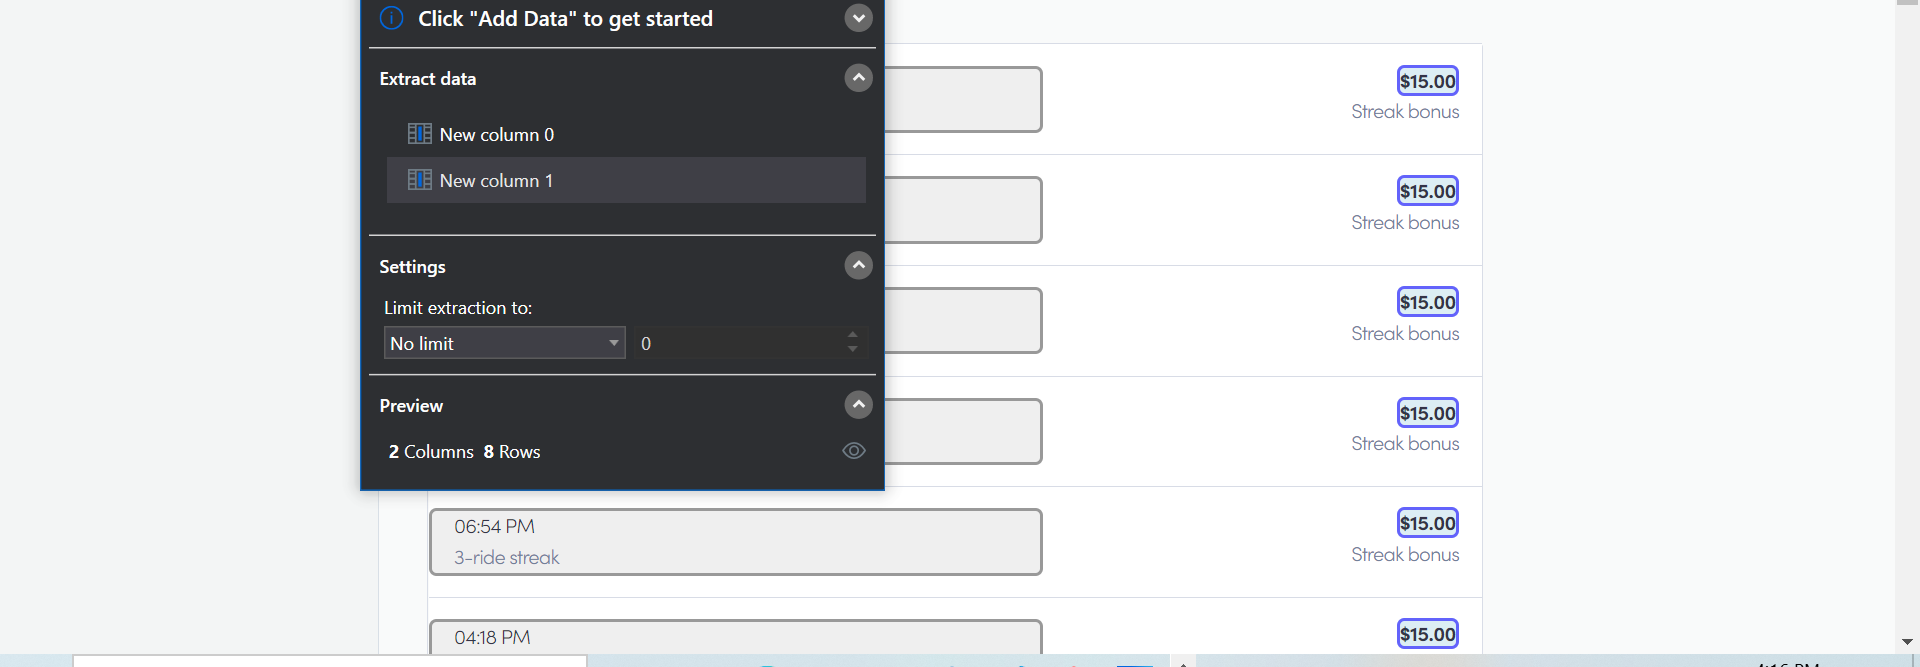 Click "Add Data" to get started
Extract data
New column 0
New column 1
Settings
Limit extraction to:
No limit
0
Preview
2 Columns 8 Rows
$15.00
Streak bonus
$15.00
Streak bonus
$15.00
Streak bonus
$15.00
Streak bonus
06:54 PM
3-ride streak
$15.00
Streak bonus
04:18 PM
$15.00